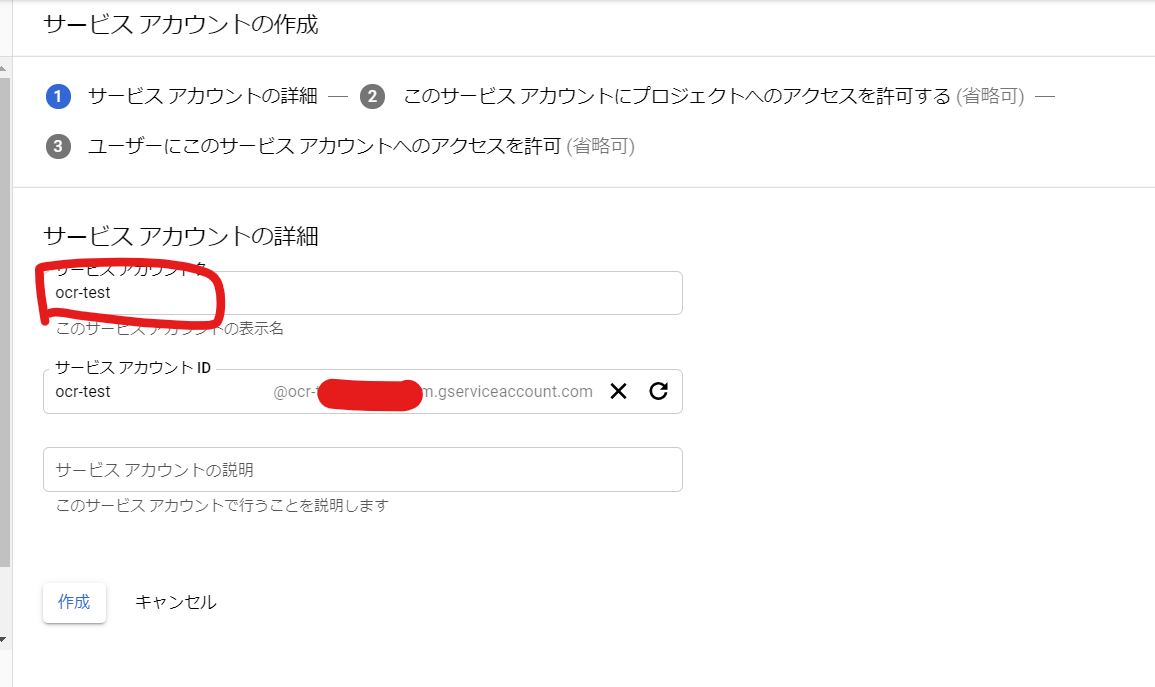 サービス アカウントの作成
1 サービス アカウントの詳細 — 2 このサービス アカウントにプロジェクトへのアクセスを許可する (省略可) —
3 ユーザーにこのサービス アカウントへのアクセスを許可 (省略可)
サービス アカウントの詳細
サービス アカウント名
ocr-test
このサービス アカウントの表示名
サービス アカウント ID
ocr-test @ocr- m.gserviceaccount.com
サービス アカウントの説明
このサービス アカウントで行うことを説明します
作成 キャンセル